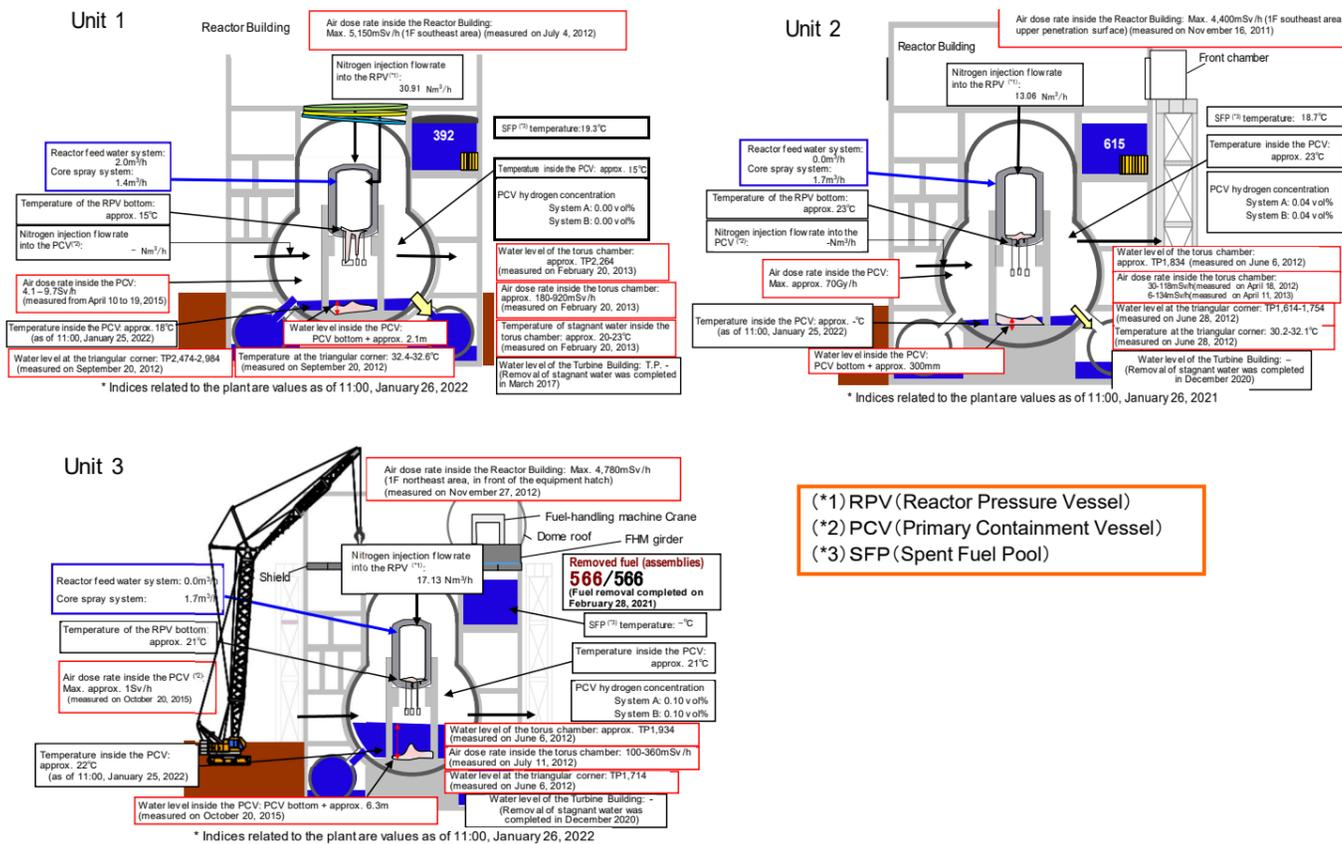 Unit 1
Reactor Building
Air dose rate inside the Reactor Building:
Max. 5,150mSv/h (1F southeast area) (measured on July 4, 2012)
Nitrogen injection flow rate
into the RPV(*1):
30.91 Nm3/h
392
SFP (*3) temperature:19.3℃
Reactor feed water system:
2.0m3/h
Core spray system:
1.4m3/h
Temperature inside the PCV: approx. 15℃
PCV hydrogen concentration
System A: 0.00 vol%
System B: 0.00 vol%
Temperature of the RPV bottom:
approx. 15℃
Nitrogen injection flow rate
into the PCV(*2):
－ Nm3/h
Water level of the torus chamber:
approx. TP2,264
(measured on February 20, 2013)
Air dose rate inside the PCV:
4.1－9.7Sv/h
(measured from April 10 to 19,2015)
Air dose rate inside the torus chamber:
approx. 180-920mSv/h
(measured on February 20, 2013)
Temperature inside the PCV: approx. 18℃
(as of 11:00, January 25, 2022)
Water level inside the PCV:
PCV bottom + approx. 2.1m
Temperature of stagnant water inside the
torus chamber: approx. 20-23℃
(measured on February 20, 2013)
Water level at the triangular corner: TP2,474-2,984
(measured on September 20, 2012)
Temperature at the triangular corner: 32.4-32.6℃
(measured on September 20, 2012)
Water level of the Turbine Building: T.P. -
(Removal of stagnant water was completed
in March 2017)
* Indices related to the plant are values as of 11:00, January 26, 2022
Unit 2
Reactor Building
Air dose rate inside the Reactor Building: Max. 4,400mSv/h (1F southeast area
upper penetration surface) (measured on November 16, 2011)
Front chamber
Nitrogen injection flow rate
into the RPV(*1):
13.06 Nm3/h
615
SFP (*3) temperature: 18.7℃
Reactor feed water system:
0.0m3/h
Core spray system:
1.7m3/h
Temperature inside the PCV:
approx. 23℃
PCV hydrogen concentration
System A: 0.04 vol%
System B: 0.04 vol%
Temperature of the RPV bottom:
approx. 23℃
Nitrogen injection flow rate into the
PCV (*2):
-Nm3/h
Air dose rate inside the PCV:
Max. approx. 70Gy/h
Water level of the torus chamber:
approx. TP1,834 (measured on June 6, 2012)
Air dose rate inside the torus chamber:
30-118mSv/h(measured on April 18, 2012)
6-134mSv/h(measured on April 11, 2013)
Temperature inside the PCV: approx. -℃
(as of 11:00, January 25, 2022)
Water level at the triangular corner: TP1,614-1,754
(measured on June 28, 2012)
Temperature at the triangular corner: 30.2-32.1℃
(measured on June 28, 2012)
Water level inside the PCV:
PCV bottom + approx. 300mm
Water level of the Turbine Building: –
(Removal of stagnant water was completed
in December 2020)
* Indices related to the plant are values as of 11:00, January 26, 2021
Unit 3
Air dose rate inside the Reactor Building: Max. 4,780mSv/h
(1F northeast area, in front of the equipment hatch)
(measured on November 27, 2012)
Fuel-handling machine Crane
Dome roof
FHM girder
Shield
Nitrogen injection flow rate
into the RPV (*1):
17.13 Nm3/h
Removed fuel (assemblies)
566/566
(Fuel removal completed on
February 28, 2021)
Reactor feed water system: 0.0m3/h
Core spray system: 1.7m3/h
SFP (*3) temperature: －℃
Temperature of the RPV bottom:
approx. 21℃
Temperature inside the PCV:
approx. 21℃
Air dose rate inside the PCV (*2):
Max. approx. 1Sv/h
(measured on October 20, 2015)
PCV hydrogen concentration
System A: 0.10 vol%
System B: 0.10 vol%
Water level of the torus chamber: approx. TP1,934
(measured on June 6, 2012)
Temperature inside the PCV:
approx. 22℃
(as of 11:00, January 25, 2022)
Air dose rate inside the torus chamber: 100-360mSv/h
(measured on July 11, 2012)
Water level at the triangular corner: TP1,714
(measured on June 6, 2012)
Water level inside the PCV: PCV bottom + approx. 6.3m
(measured on October 20, 2015)
Water level of the Turbine Building: -
(Removal of stagnant water was
completed in December 2020)
* Indices related to the plant are values as of 11:00, January 26, 2022
(*1) RPV(Reactor Pressure Vessel)
(*2) PCV(Primary Containment Vessel)
(*3) SFP(Spent Fuel Pool)